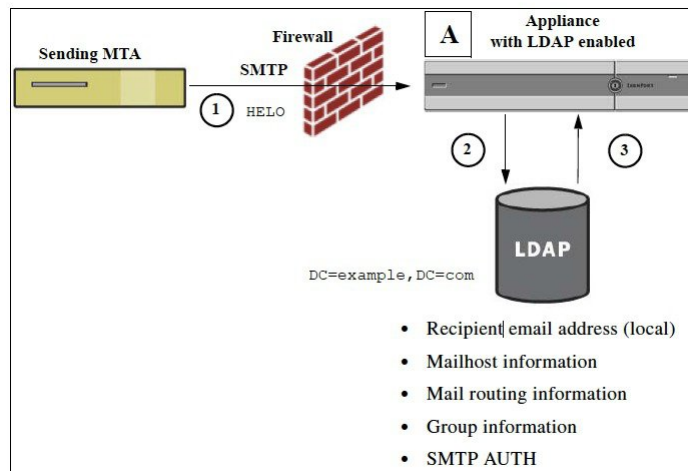 Sending MTA
Firewall
A
Appliance
with LDAP enabled
SMTP
1
HELO
IronPort
2
3
LDAP
DC=example,DC=com
• Recipient email address (local)
• Mailhost information
• Mail routing information
• Group information
• SMTP AUTH